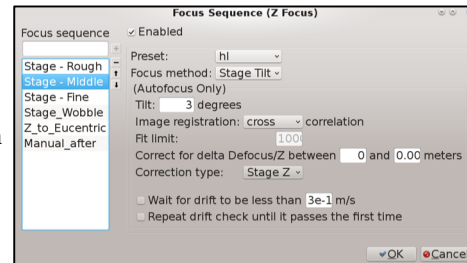 Focus Sequence (Z Focus)
Focus sequence
Stage - Rough
Stage - Middle
Stage - Fine
Stage_Wobble
Z_to_Eucentric
Manual_after
Enabled
Preset: hl
Focus method: Stage Tilt
(Autofocus Only)
Tilt: 3 degrees
Image registration: cross correlation
Fit limit: 100
Correct for delta Defocus/Z between 0 and 0.00 meters
Correction type: Stage Z
Wait for drift to be less than 3e-1 m/s
Repeat drift check until it passes the first time
OK Cance